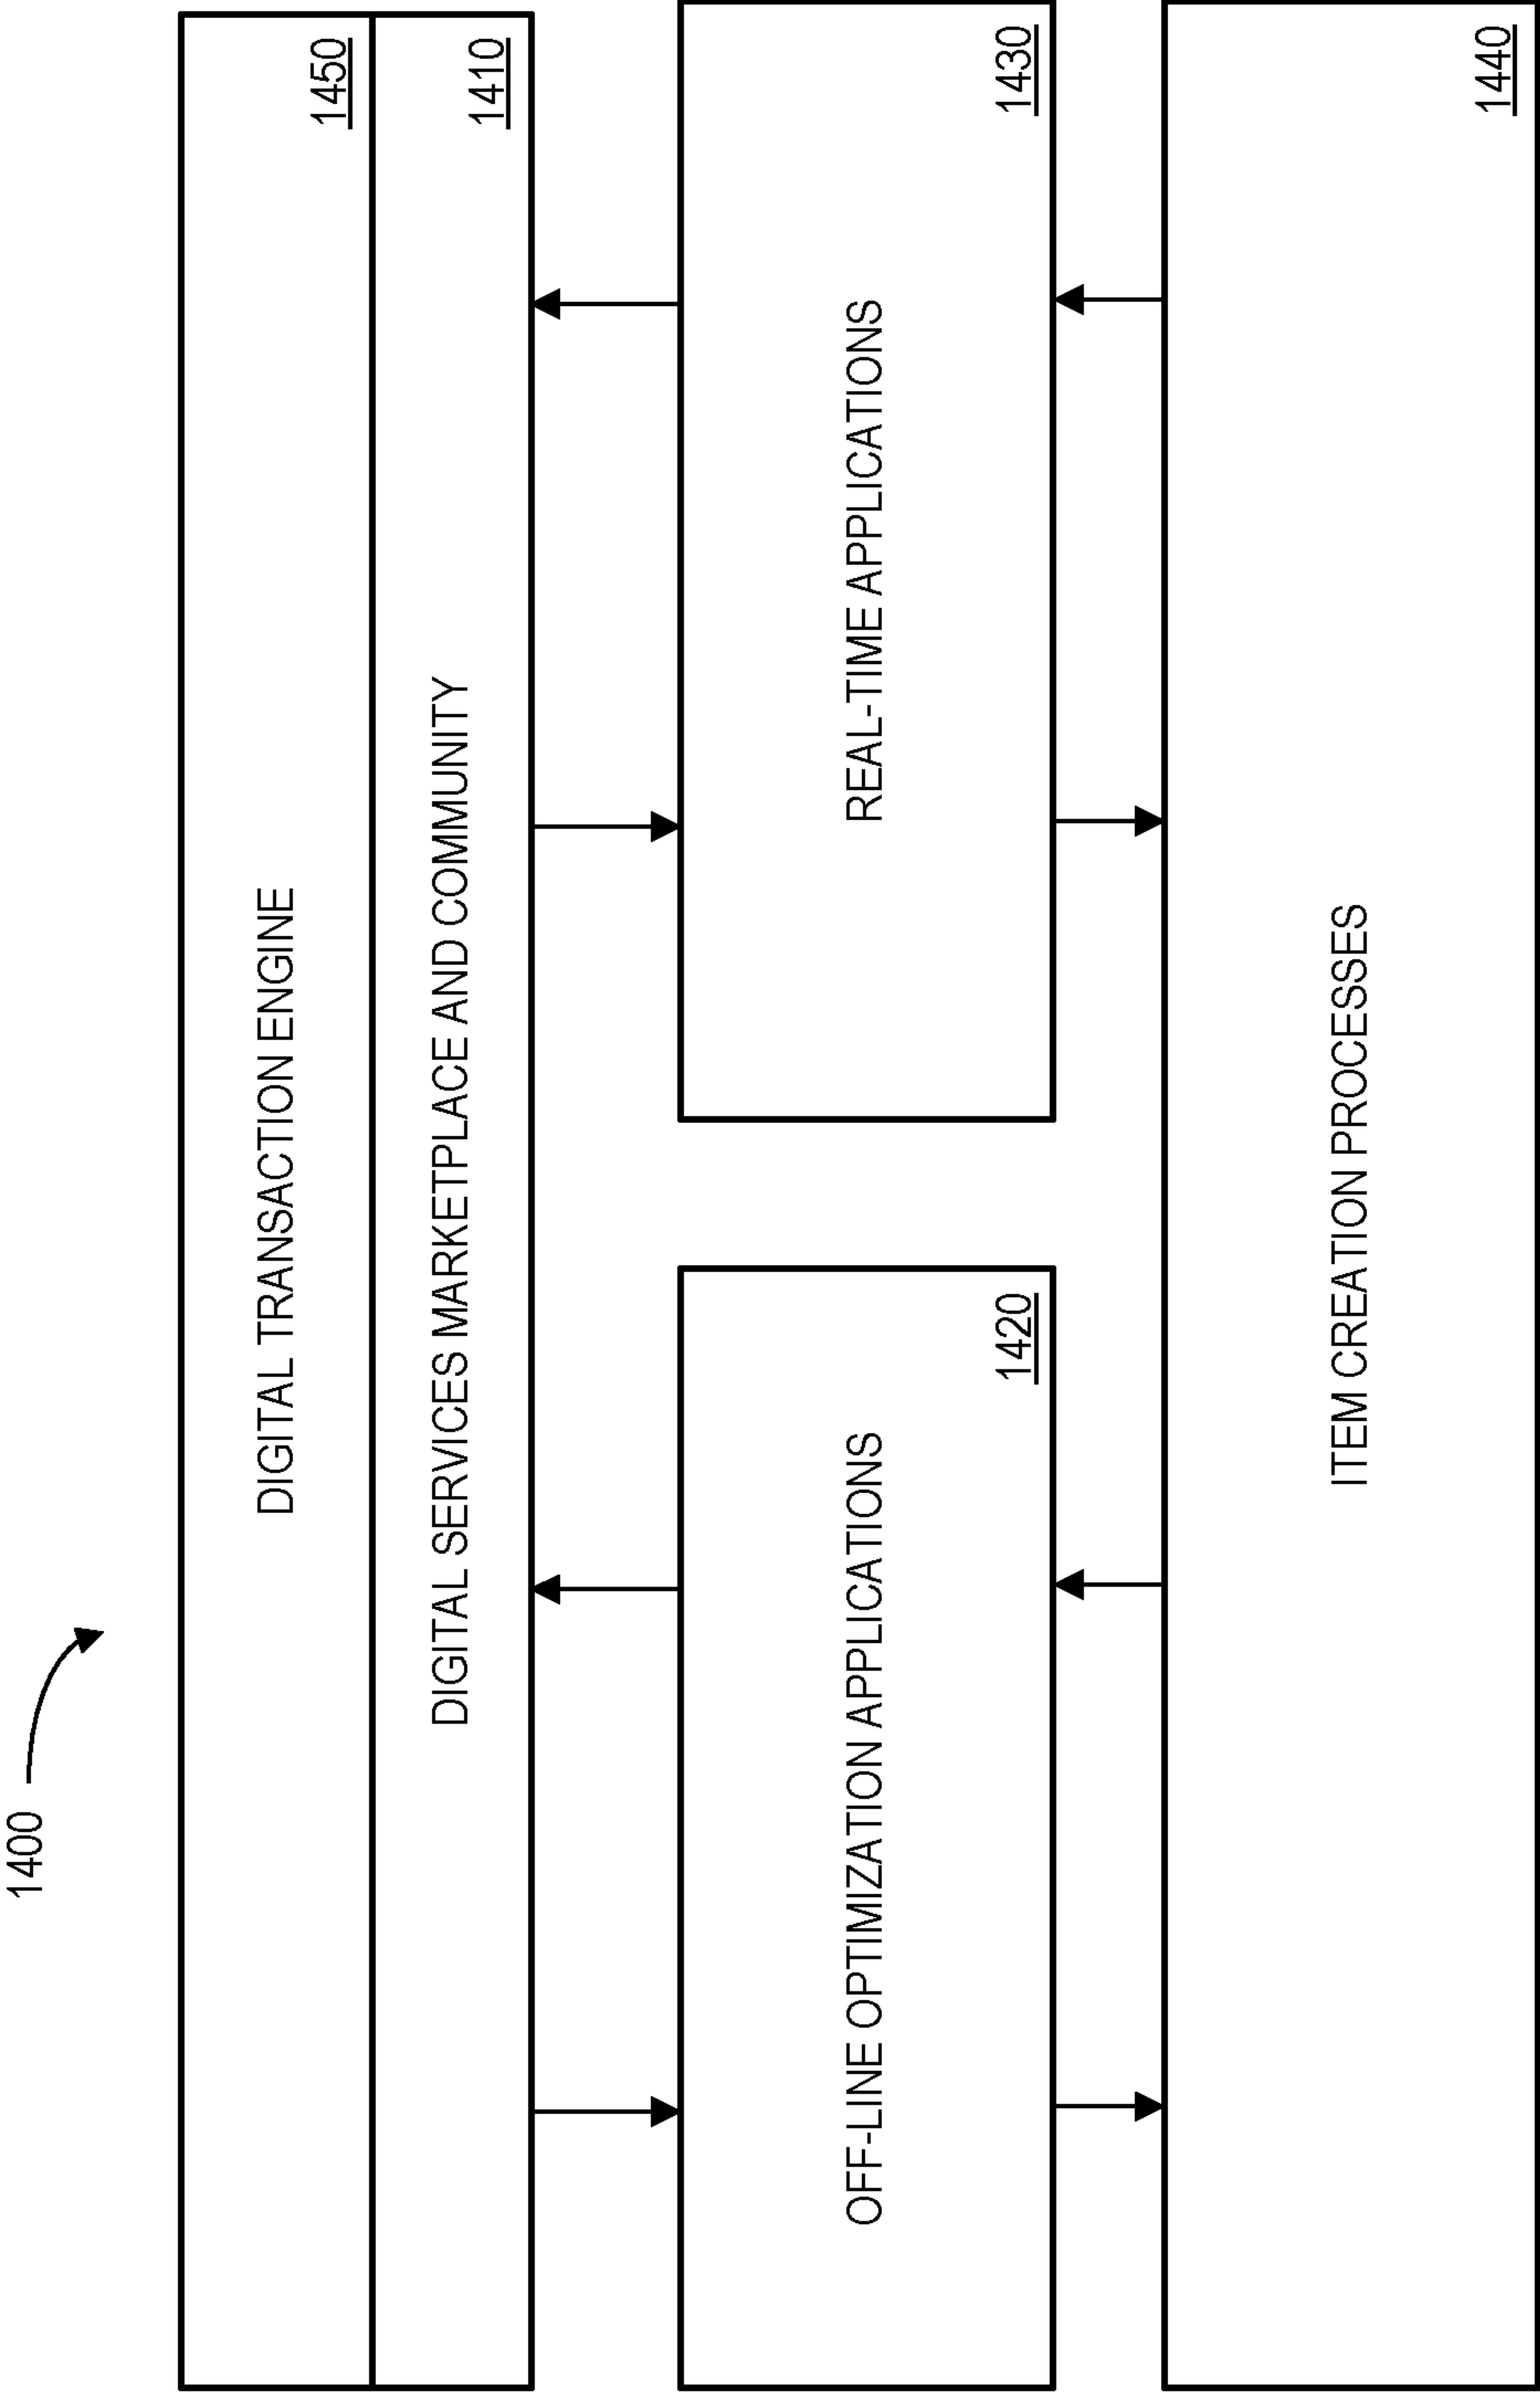 1400
DIGITAL TRANSACTION ENGINE
1450
DIGITAL SERVICES MARKETPLACE AND COMMUNITY
1410
OFF-LINE OPTIMIZATION APPLICATIONS
1420
REAL-TIME APPLICATIONS
1430
ITEM CREATION PROCESSES
1440